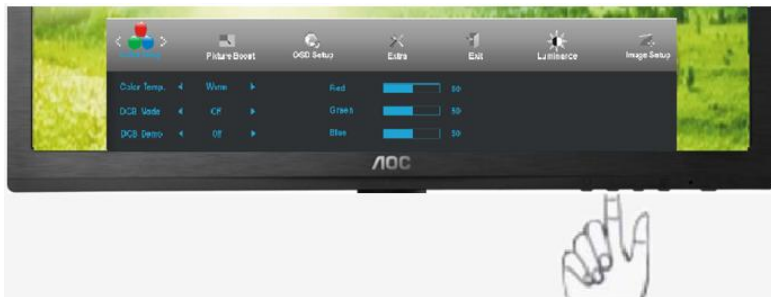 Picture Boost OSD Setup Extra Exit Luminance Image Setup
Color Temp. Warm Red 50
DCB Mode Off Green 50
DCB Demo Off Blue 50
AOC